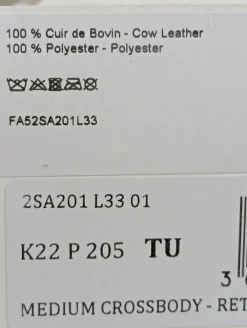 100 % Cuir de Bovin - Cow Leather
100 % Polyester - Polyester
FA52SA201L33
2SA201 L33 01
K22 P 205 TU
3
MEDIUM CROSSBODY - RET